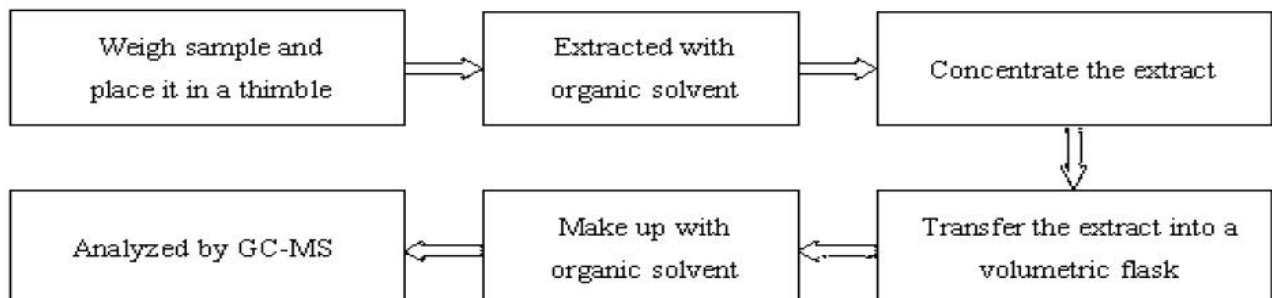 Weigh sample and
place it in a thimble
Extracted with
organic solvent
Concentrate the extract
Transfer the extract into a
volumetric flask
Make up with
organic solvent
Analyzed by GC-MS